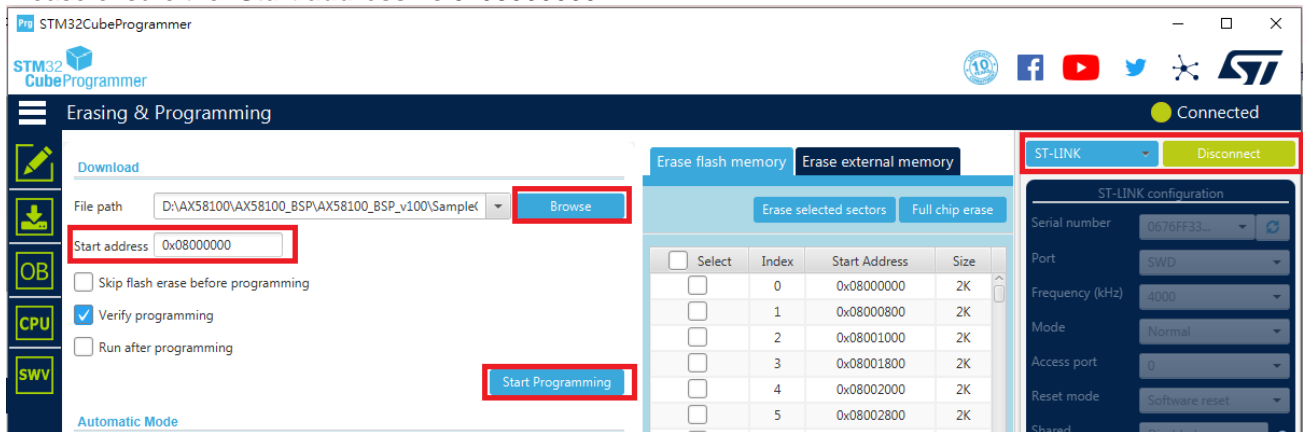 STM32CubeProgrammer
STM32
CubeProgrammer
Erasing & Programming
Connected
Download
File path D:\AX58100\AX58100_BSP\AX58100_BSP_v100\Sample Browse
Start address 0x08000000
Skip flash erase before programming
Verify programming
Run after programming
Start Programming
Automatic Mode
OB
CPU
SWV
Erase flash memory Erase external memory
Erase selected sectors Full chip erase
Select Index Start Address Size
0 0x08000000 2K
1 0x08000800 2K
2 0x08001000 2K
3 0x08001800 2K
4 0x08002000 2K
5 0x08002800 2K
ST-LINK Disconnect
ST-LINK configuration
Serial number 0676FF33...
Port SWD
Frequency (kHz) 4000
Mode Normal
Access port 0
Reset mode Software reset
Shared